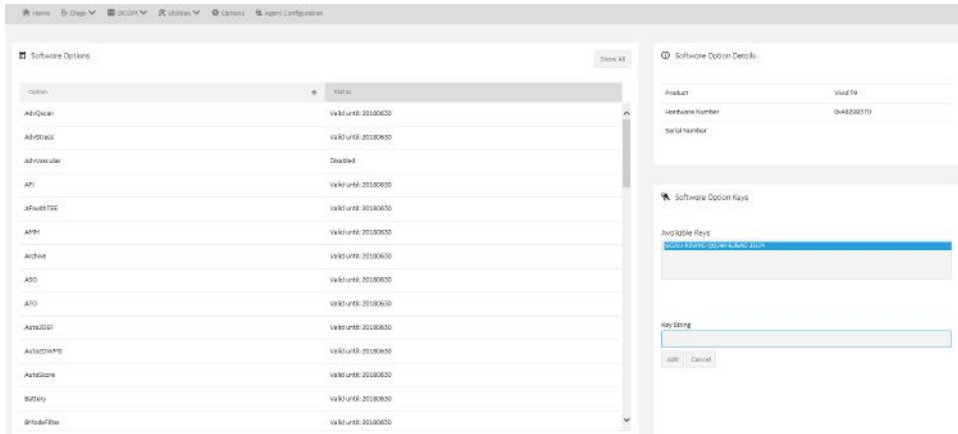 Home Diags DICOM Utilities Options Agent Configuration
Software Options
Show All
Option Status
AdvQscan Valid until: 20180630
AdvStress Valid until: 20180630
AdvVascular Disabled
AFI Valid until: 20180630
Valid until: 20180630
AMM Valid until: 20180630
Archive Valid until: 20180630
ASO Valid until: 20180630
ATO Valid until: 20180630
Auto2DEF Valid until: 20180630
Valid until: 20180630
AutoScore Valid until: 20180630
Battery Valid until: 20180630
BModeFilter Valid until: 20180630
Software Option Details
Product Vivid T9
Hardware Number
Serial Number
Software Option Keys
Available Keys
Key String
Add Cancel